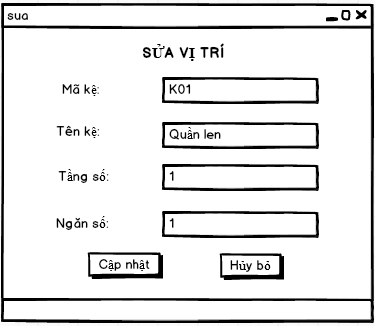 sua
SỬA VỊ TRÍ
Mã kệ: K01
Tên kệ: Quần len
Tầng số: 1
Ngăn số: 1
Cập nhật Hủy bỏ